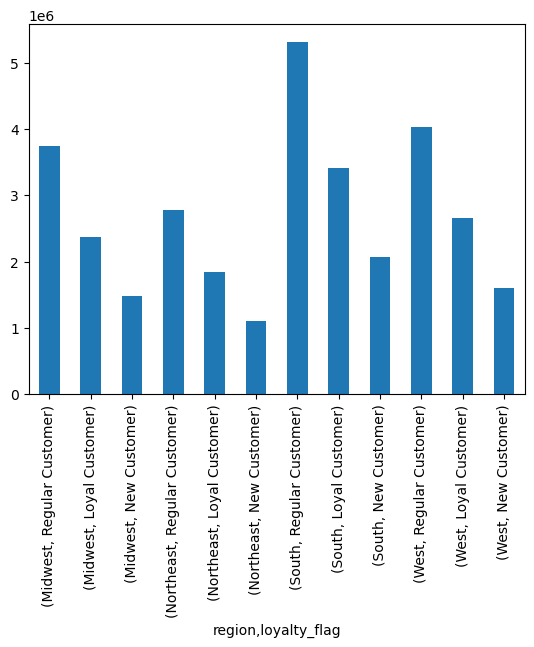 1e6
5
4
3
2
1
0
(Midwest, Regular Customer)
(Midwest, Loyal Customer)
(Midwest, New Customer)
(Northeast, Regular Customer)
(Northeast, Loyal Customer)
(Northeast, New Customer)
(South, Regular Customer)
(South, Loyal Customer)
(South, New Customer)
(West, Regular Customer)
(West, Loyal Customer)
(West, New Customer)
region,loyalty_flag